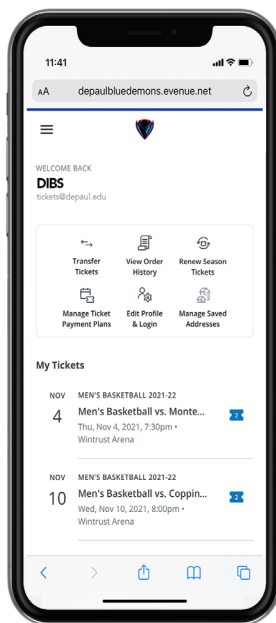 11:41
AA depaulbluedemons.evenue.net
WELCOME BACK
DIBS
tickets@depaul.edu
Transfer Tickets
View Order History
Renew Season Tickets
Manage Ticket Payment Plans
Edit Profile & Login
Manage Saved Addresses
My Tickets
NOV
4
MEN'S BASKETBALL 2021-22
Men's Basketball vs. Monte...
Thu, Nov 4, 2021, 7:30pm •
Wintrust Arena
2
NOV
10
MEN'S BASKETBALL 2021-22
Men's Basketball vs. Coppin...
Wed, Nov 10, 2021, 8:00pm •
Wintrust Arena
2